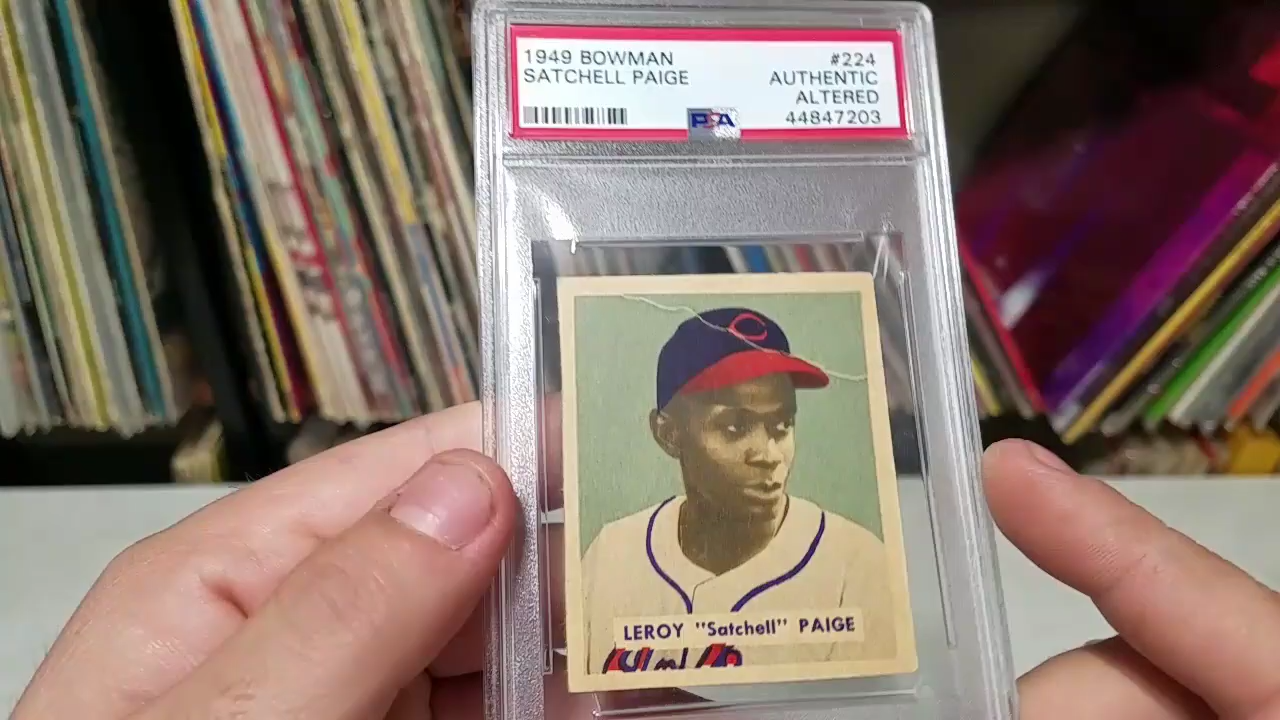 1949 BOWMAN #224
SATCHELL PAIGE AUTHENTIC
ALTERED
PSA 44847203
C
LEROY "Satchell" PAIGE